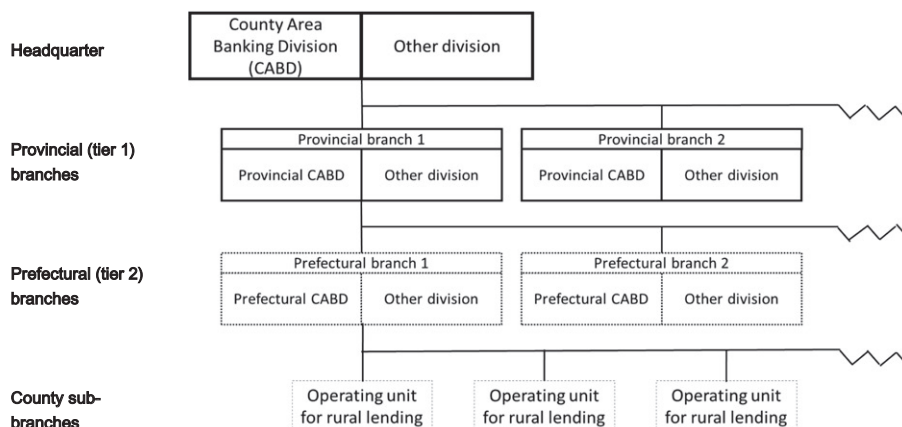 County Area
Banking Division
(CABD)
Other division
Headquarter
Provincial branch 1
Provincial branch 2
Provincial (tier 1)
branches
Provincial CABD
Other division
Provincial CABD
Other division
Prefectural branch 1
Prefectural branch 2
Prefectural (tier 2)
branches
Prefectural CABD
Other division
Prefectural CABD
Other division
County sub-
branches
Operating unit
for rural lending
Operating unit
for rural lending
Operating unit
for rural lending